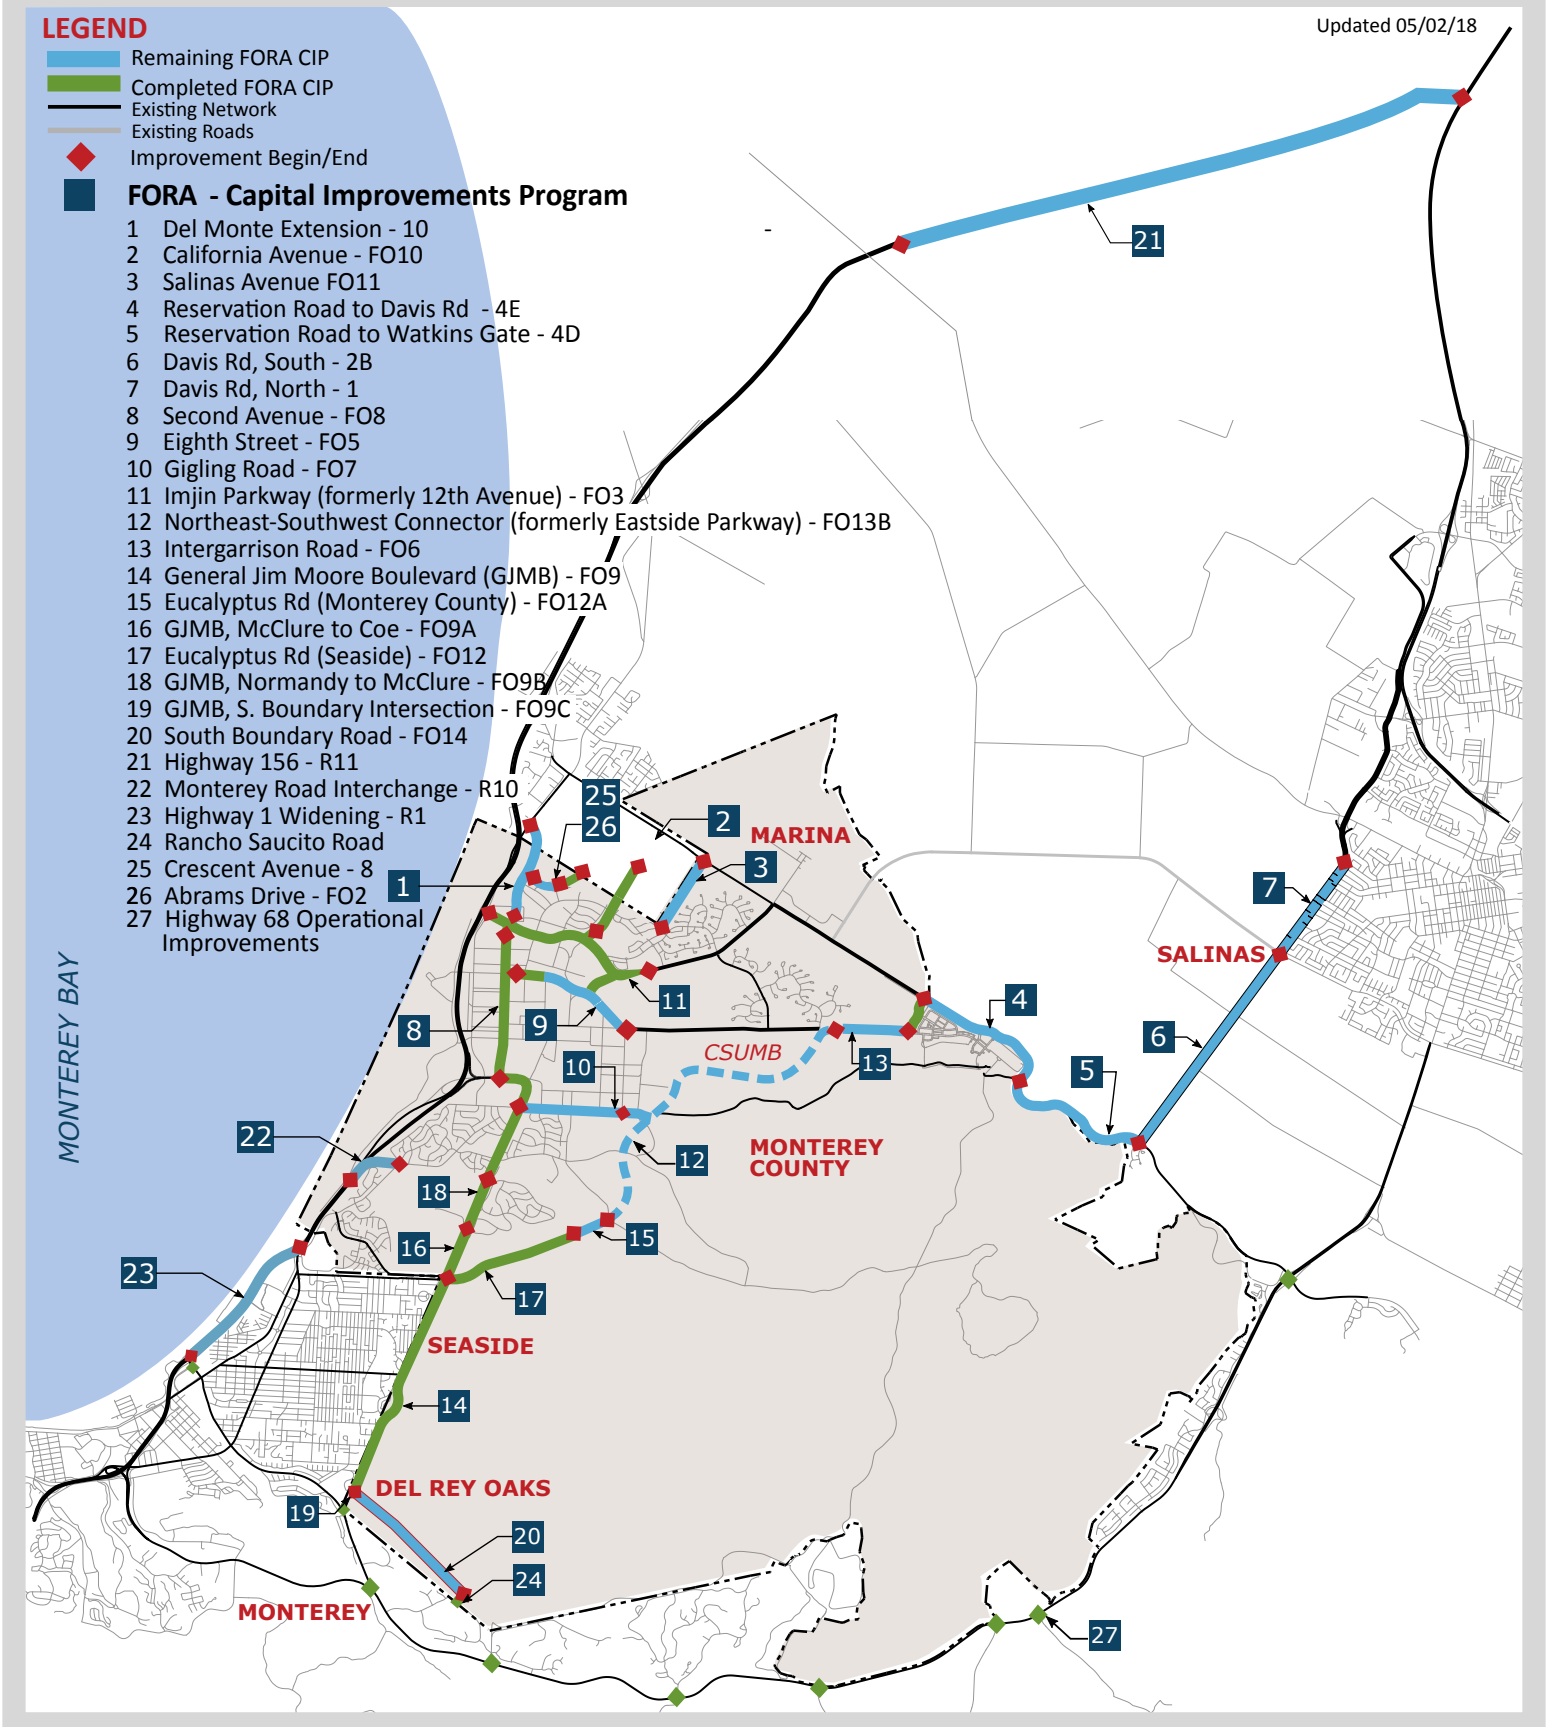 LEGEND
Updated 05/02/18
Remaining FORA CIP
Completed FORA CIP
Existing Network
Existing Roads
Improvement Begin/End
FORA - Capital Improvements Program
1 Del Monte Extension - 10
2 California Avenue - FO10
3 Salinas Avenue FO11
4 Reservation Road to Davis Rd - 4E
5 Reservation Road to Watkins Gate - 4D
6 Davis Rd, South - 2B
7 Davis Rd, North - 1
8 Second Avenue - FO8
9 Eighth Street - FO5
10 Gigling Road - FO7
11 Imjin Parkway (formerly 12th Avenue) - FO3
12 Northeast-Southwest Connector (formerly Eastside Parkway) - FO13B
13 Intergarrison Road - FO6
14 General Jim Moore Boulevard (GJMB) - FO9
15 Eucalyptus Rd (Monterey County) - FO12A
16 GJMB, McClure to Coe - FO9A
17 Eucalyptus Rd (Seaside) - FO12
18 GJMB, Normandy to McClure - FO9B
19 GJMB, S. Boundary Intersection - FO9C
20 South Boundary Road - FO14
21 Highway 156 - R11
22 Monterey Road Interchange - R10
23 Highway 1 Widening - R1
24 Rancho Saucito Road
25 Crescent Avenue - 8
26 Abrams Drive - FO2
27 Highway 68 Operational
Improvements
-
21
25
26
2
MARINA
3
1
7
SALINAS
MONTEREY BAY
11
4
8
9
6
CSUMB
13
10
5
22
12
MONTEREY
COUNTY
18
16
15
23
17
SEASIDE
14
DEL REY OAKS
19
20
24
MONTEREY
27